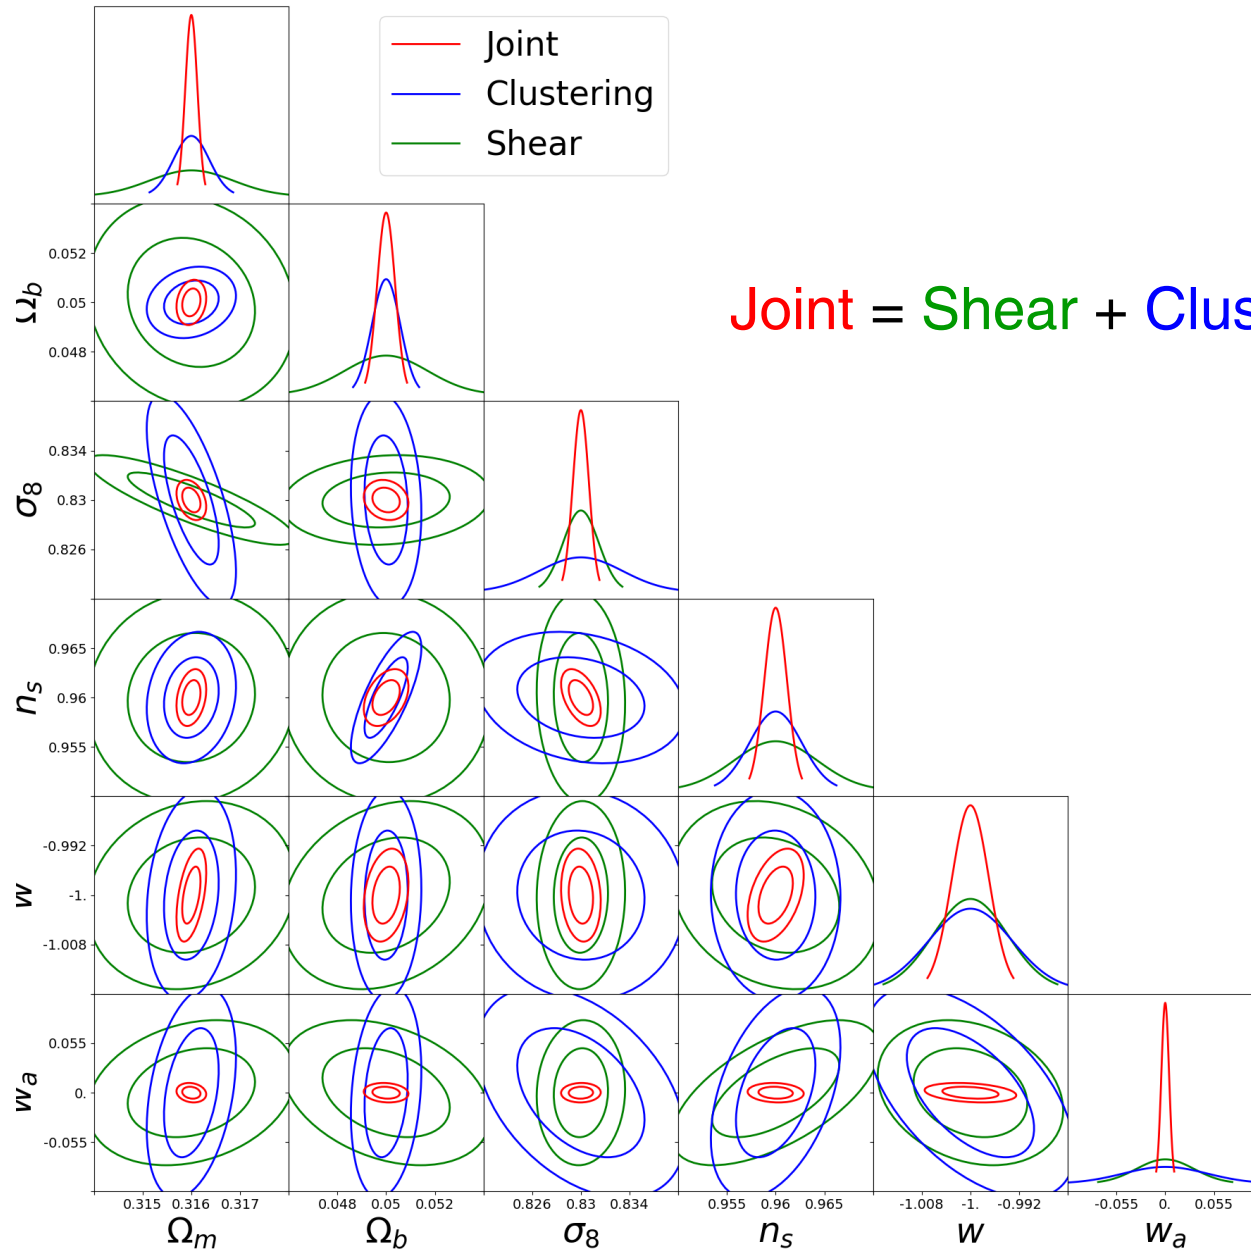 Joint
Clustering
Shear
Joint = Shear + Clus
0.052
0.05
0.048
Ω_b
0.834
0.83
0.826
σ_8
0.965
0.96
0.955
n_s
-0.992
-1.
-1.008
w
0.055
0.
-0.055
w_a
0.315 0.316 0.317 0.048 0.05 0.052 0.826 0.83 0.834 0.955 0.96 0.965 -1.008 -1. -0.992 -0.055 0. 0.055
Ω_m Ω_b σ_8 n_s w w_a